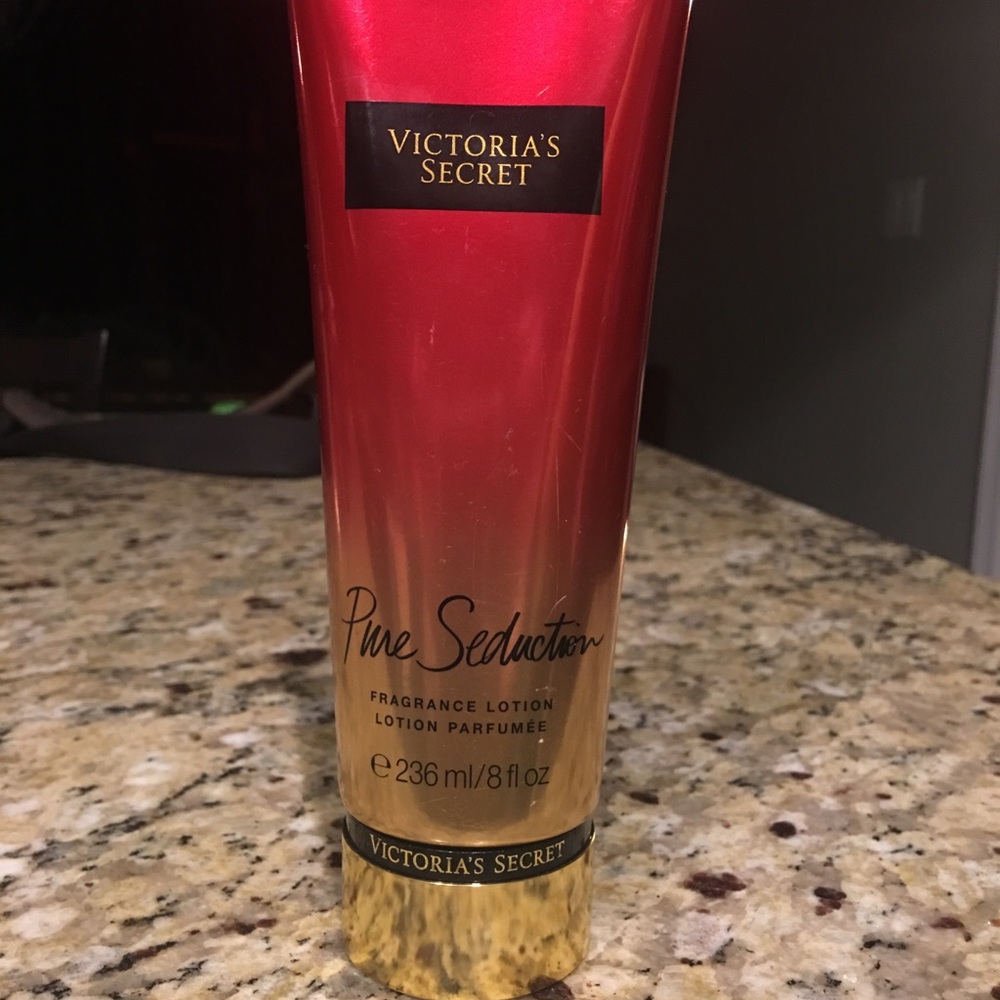 VICTORIA'S
SECRET
Pure Seduction
FRAGRANCE LOTION
LOTION PARFUMÉE
℮ 236 ml/8 fl oz
VICTORIA'S SECRET